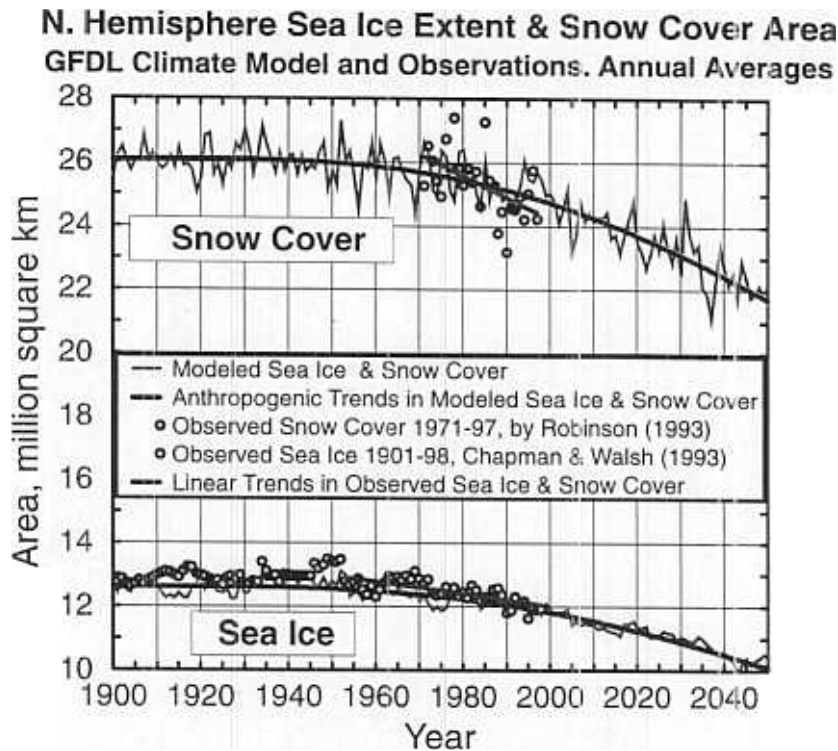 N. Hemisphere Sea Ice Extent & Snow Cover Area
GFDL Climate Model and Observations. Annual Averages
28
26
24
22
20
18
16
14
12
10
Area, million square km
Snow Cover
Modeled Sea Ice & Snow Cover
Anthropogenic Trends in Modeled Sea Ice & Snow Cover
Observed Snow Cover 1971-97, by Robinson (1993)
Observed Sea Ice 1901-98, Chapman & Walsh (1993)
Linear Trends in Observed Sea Ice & Snow Cover
Sea Ice
1900 1920 1940 1960 1980 2000 2020 2040
Year